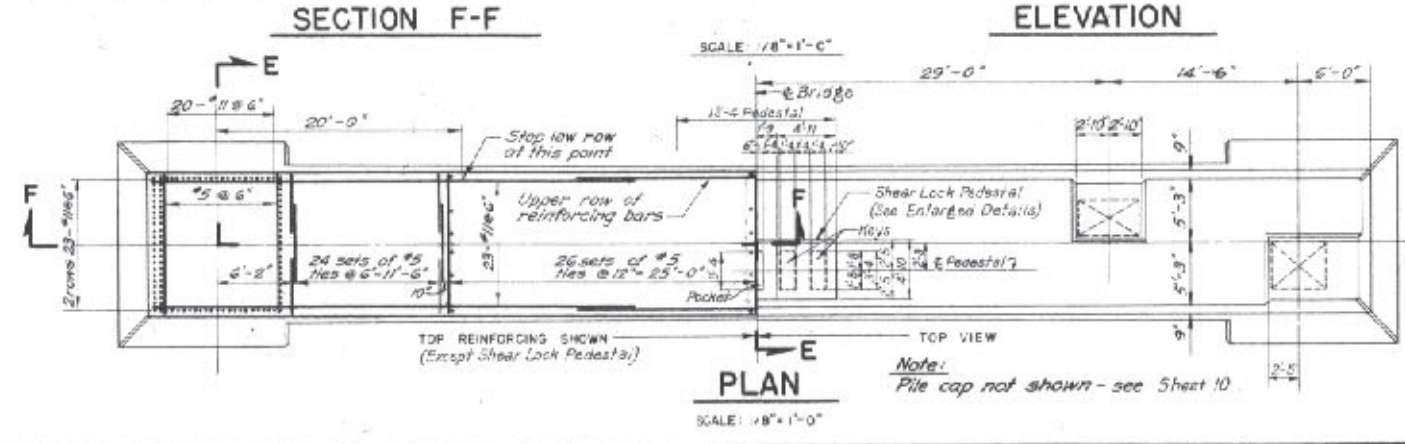 SECTION F-F
ELEVATION
SCALE: 1/8"=1'-0"
E
29'-0"
14'-6"
5'-0"
20-#11@6"
20'-0"
℄ Bridge
Pedestal
4'-11
2'-10"
2'-10"
9"
Stop low row
at this point
F
#5 @ 6"
Upper row of
reinforcing bars
F
Shear Lock Pedestal
(See Enlarged Details)
Keys
5'-3"
2 rows 23-#11@6"
23-#11@6"
6'-2"
24 sets of #5
ties @ 6"=11'-6"
10"
26 sets of #5
ties @ 12"=25'-0"
Pocket
℄ Pedestal
5'-3"
9"
TOP REINFORCING SHOWN
(Except Shear Lock Pedestal)
E
TOP VIEW
PLAN
SCALE: 1/8"=1'-0"
Note:
Pile cap not shown - see Sheet 10
2'-5